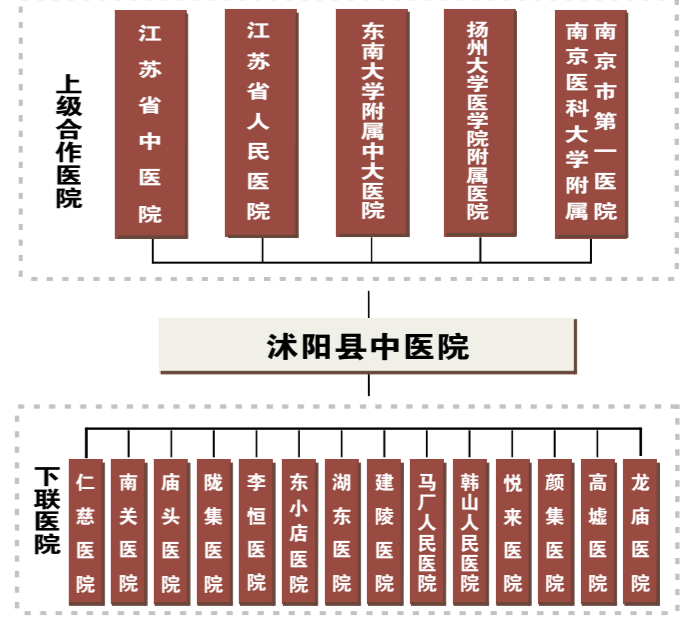 上级合作医院
江苏省中医院
江苏省人民医院
东南大学附属中大医院
扬州大学医学院附属医院
南京医科大学附属
南京市第一医院
沭阳县中医院
下联医院
仁慈医院
南关医院
庙头医院
陇集医院
李恒医院
东小店医院
湖东医院
建陵医院
马厂人民医院
韩山人民医院
悦来医院
颜集医院
高墟医院
龙庙医院